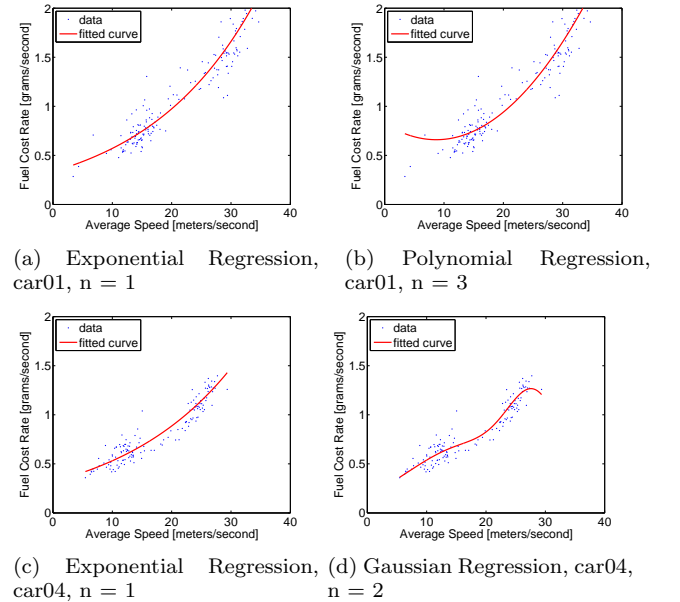 2
1.5
1
0.5
0
0 10 20 30 40
Fuel Cost Rate [grams/second]
Average Speed [meters/second]
data
fitted curve
(a) Exponential Regression,
car01, n = 1
2
1.5
1
0.5
0
0 10 20 30 40
Fuel Cost Rate [grams/second]
Average Speed [meters/second]
data
fitted curve
(b) Polynomial Regression,
car01, n = 3
2
1.5
1
0.5
0
0 10 20 30 40
Fuel Cost Rate [grams/second]
Average Speed [meters/second]
data
fitted curve
(c) Exponential Regression,
car04, n = 1
2
1.5
1
0.5
0
0 10 20 30 40
Fuel Cost Rate [grams/second]
Average Speed [meters/second]
data
fitted curve
(d) Gaussian Regression, car04,
n = 2